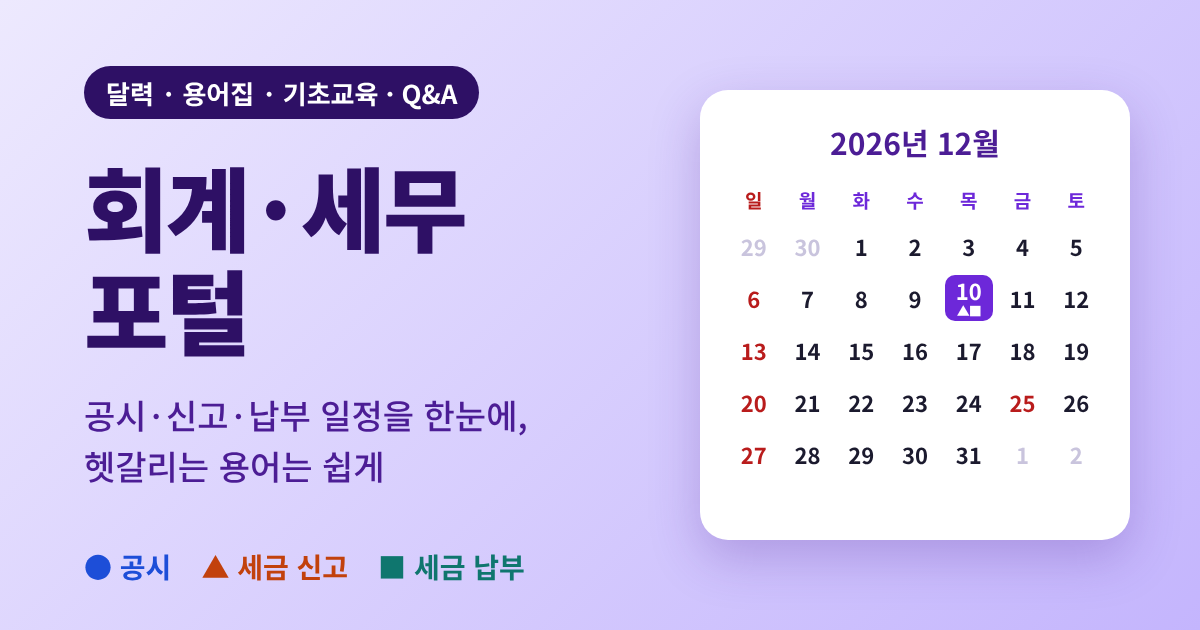 달력 · 용어집 · 기초교육 · Q&A
회계·세무
포털
공시·신고·납부 일정을 한눈에,
헷갈리는 용어는 쉽게
● 공시 ▲ 세금 신고 ■ 세금 납부
2026년 12월
일 월 화 수 목 금 토
29 30 1 2 3 4 5
6 7 8 9 10 11 12
▲■
13 14 15 16 17 18 19
20 21 22 23 24 25 26
27 28 29 30 31 1 2